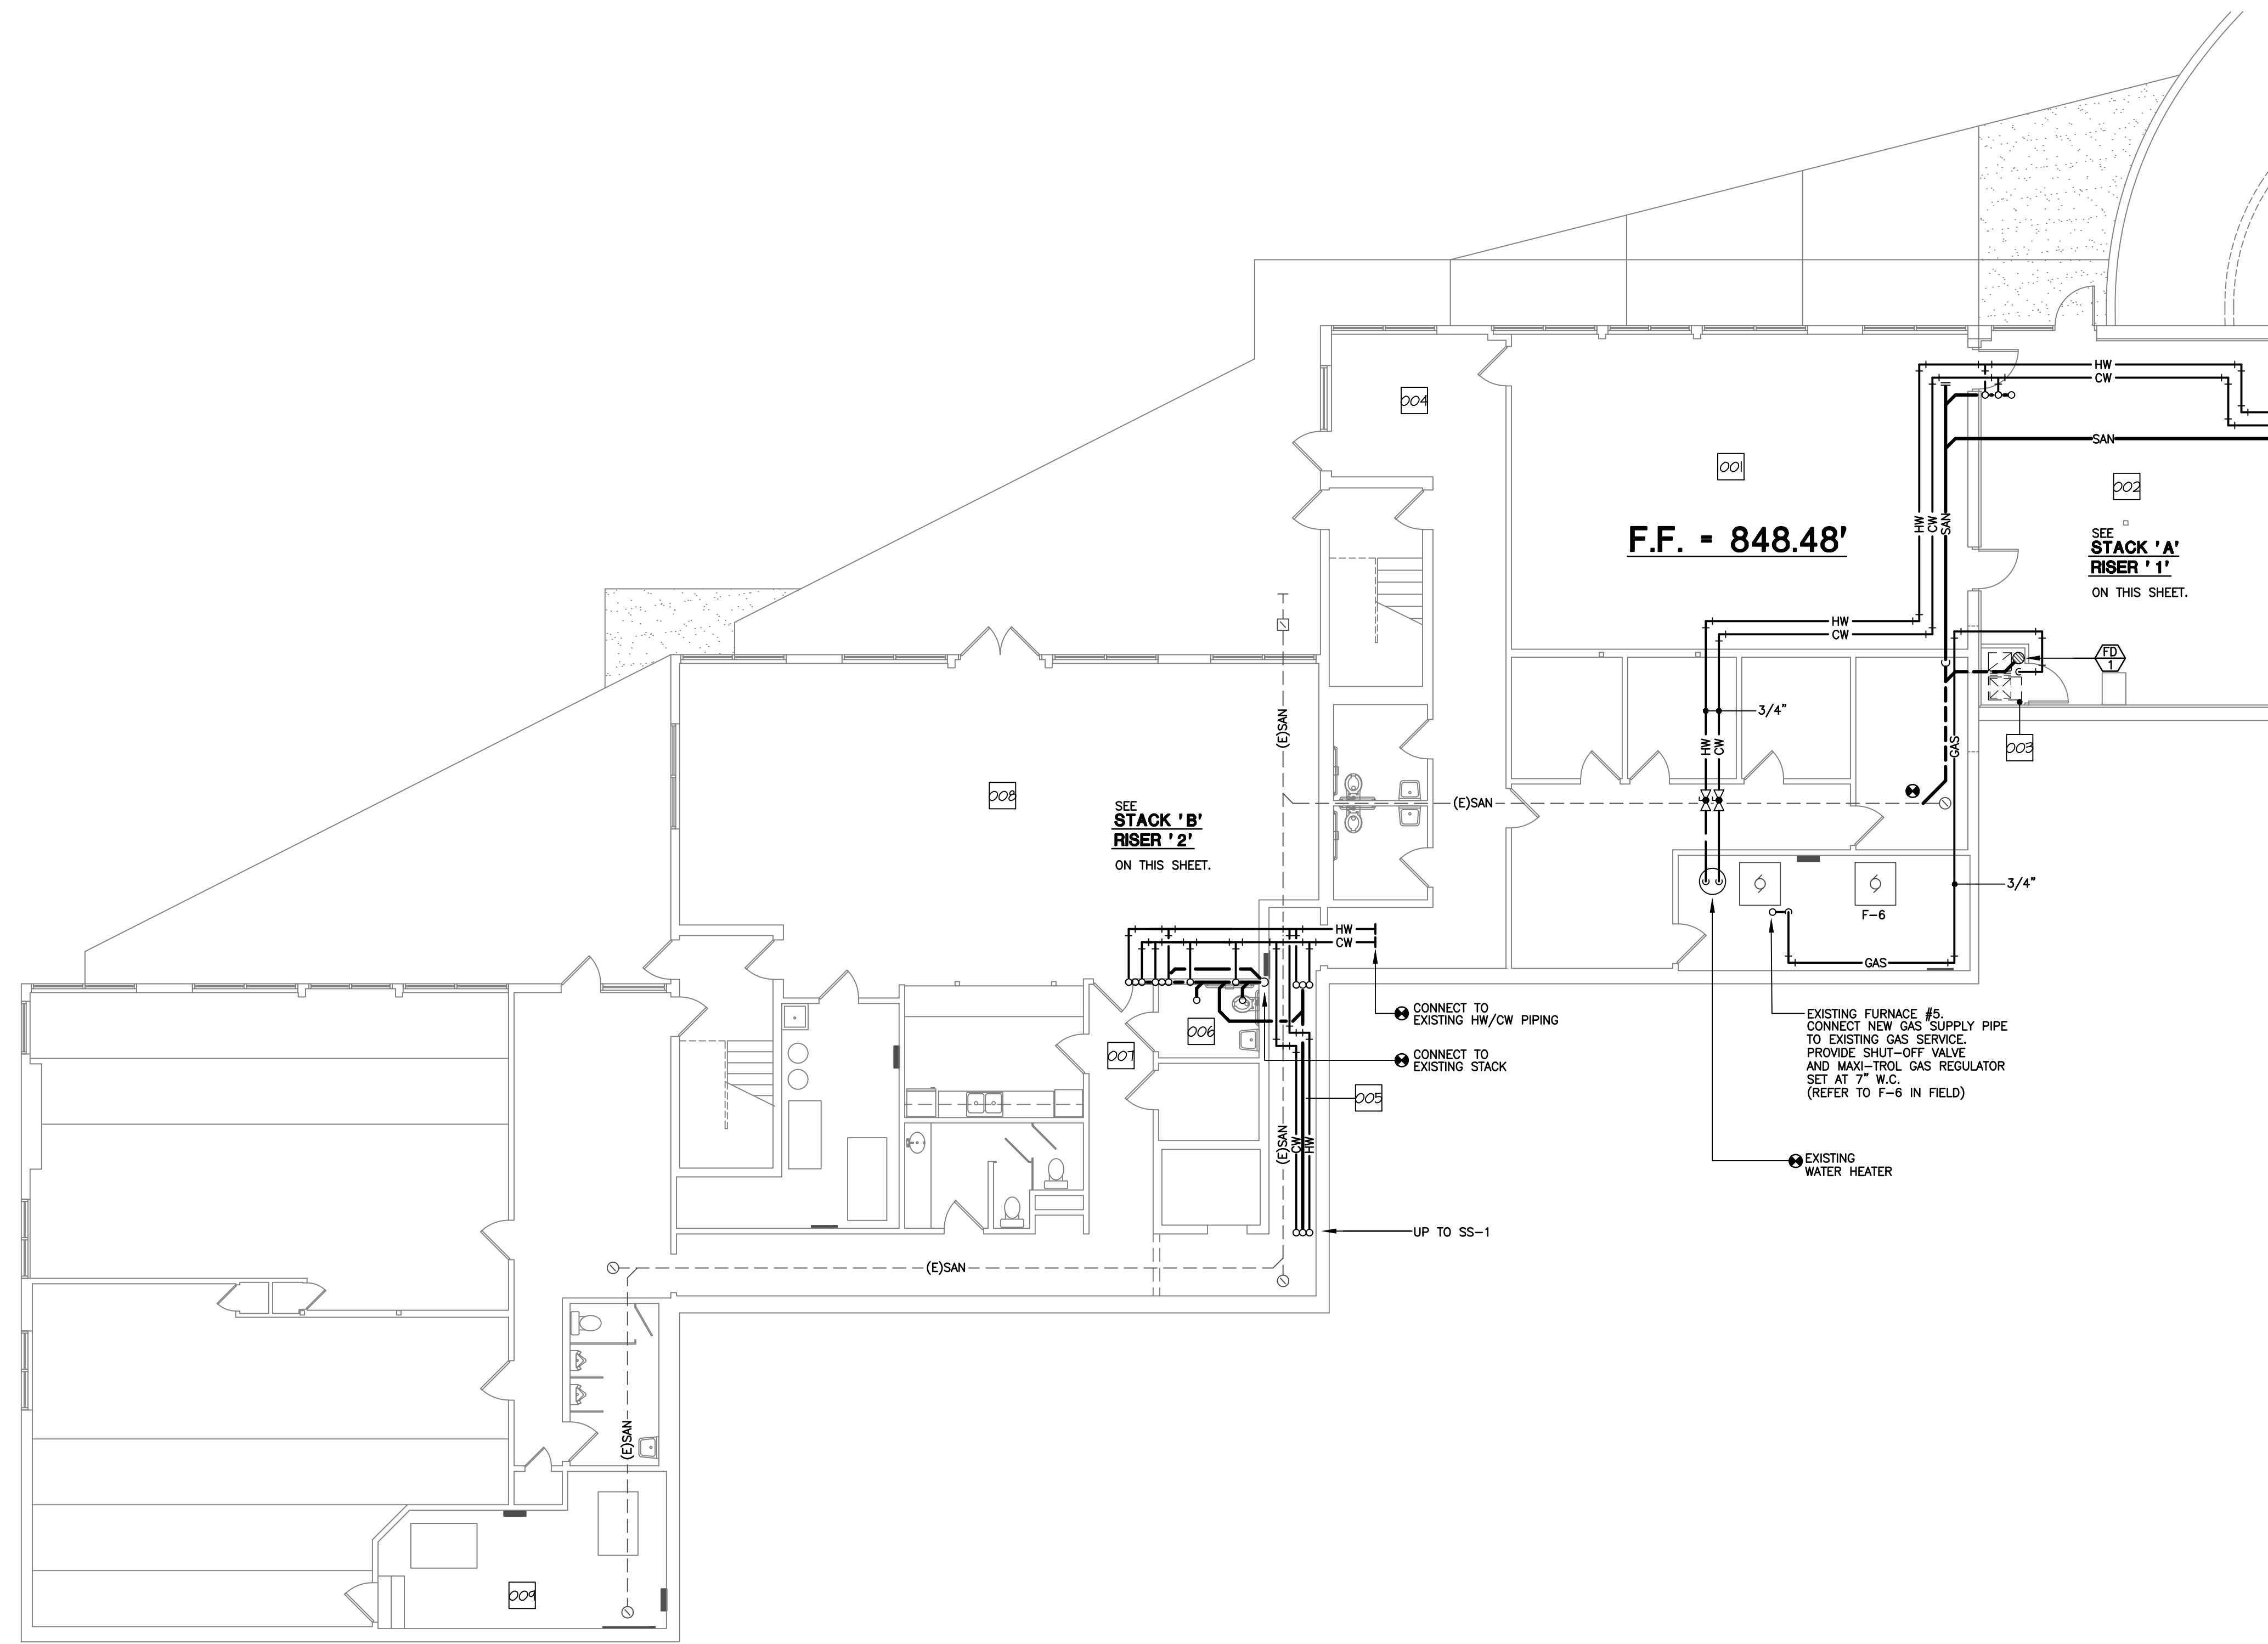 HW
CW
SAN
004
001
002
F.F. = 848.48'
HW
CW
SAN
SEE
STACK 'A'
RISER '1'
ON THIS SHEET.
HW
CW
FD
1
3/4"
(E)SAN
HW
CW
GAS
003
008
SEE
STACK 'B'
RISER '2'
ON THIS SHEET.
(E)SAN
3/4"
F-6
HW
CW
GAS
CONNECT TO
EXISTING HW/CW PIPING
006
007
CONNECT TO
EXISTING STACK
EXISTING FURNACE #5.
CONNECT NEW GAS SUPPLY PIPE
TO EXISTING GAS SERVICE.
PROVIDE SHUT-OFF VALVE
AND MAXI-TROL GAS REGULATOR
SET AT 7" W.C.
(REFER TO F-6 IN FIELD)
005
(E)SAN
CW
HW
EXISTING
WATER HEATER
UP TO SS-1
(E)SAN
(E)SAN
009